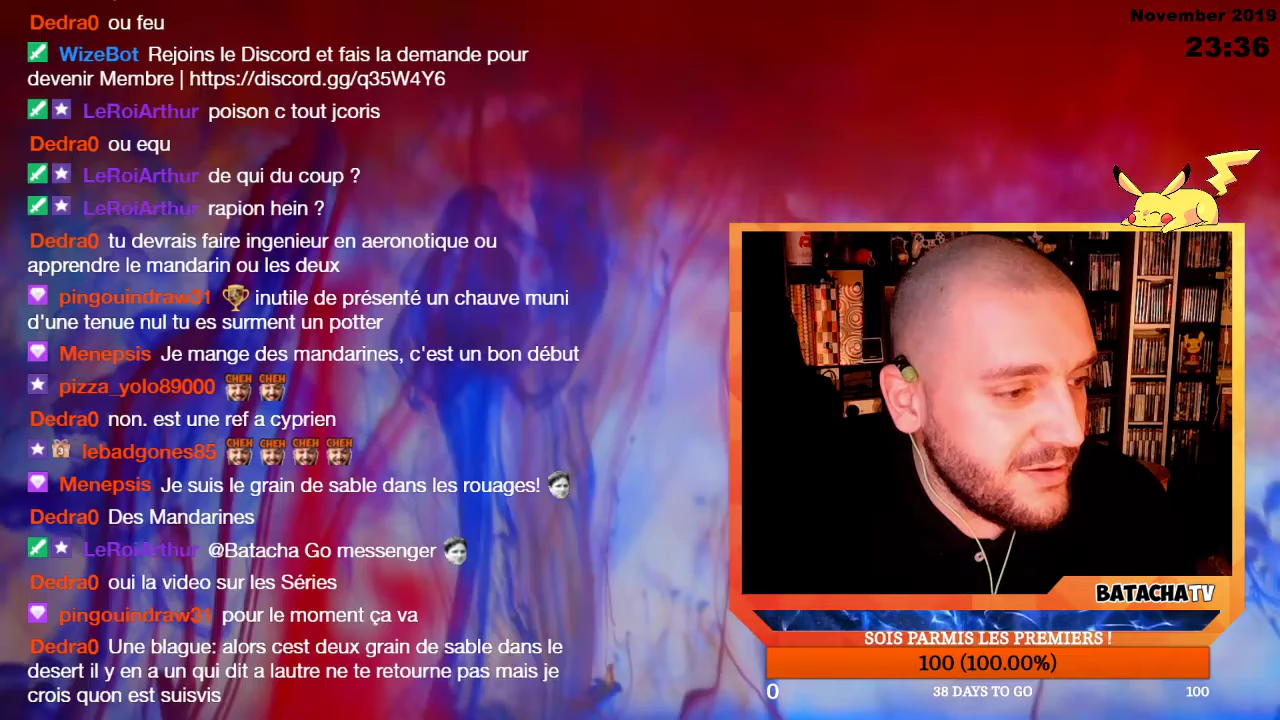 Dedra0 ou feu
WizeBot Rejoins le Discord et fais la demande pour
devenir Membre | https://discord.gg/q35W4Y6
LeRoiArthur poison c tout jcoris
Dedra0 ou equ
LeRoiArthur de qui du coup ?
LeRoiArthur rapion hein ?
Dedra0 tu devrais faire ingenieur en aeronotique ou
apprendre le mandarin ou les deux
pingouindraw31 inutile de présenté un chauve muni
d'une tenue nul tu es surment un potter
Menepsis Je mange des mandarines, c'est un bon début
pizza_yolo89000 CHEH CHEH
Dedra0 non. est une ref a cyprien
3 lebadgones85 CHEH CHEH CHEH CHEH
Menepsis Je suis le grain de sable dans les rouages!
Dedra0 Des Mandarines
LeRoiArthur @Batacha Go messenger
Dedra0 oui la video sur les Séries
pingouindraw31 pour le moment ça va
Dedra0 Une blague: alors cest deux grain de sable dans le
desert il y en a un qui dit a lautre ne te retourne pas mais je
crois quon est suisvis
November 2019
23:36
BATACHATV
SOIS PARMIS LES PREMIERS !
100 (100.00%)
0 38 DAYS TO GO 100